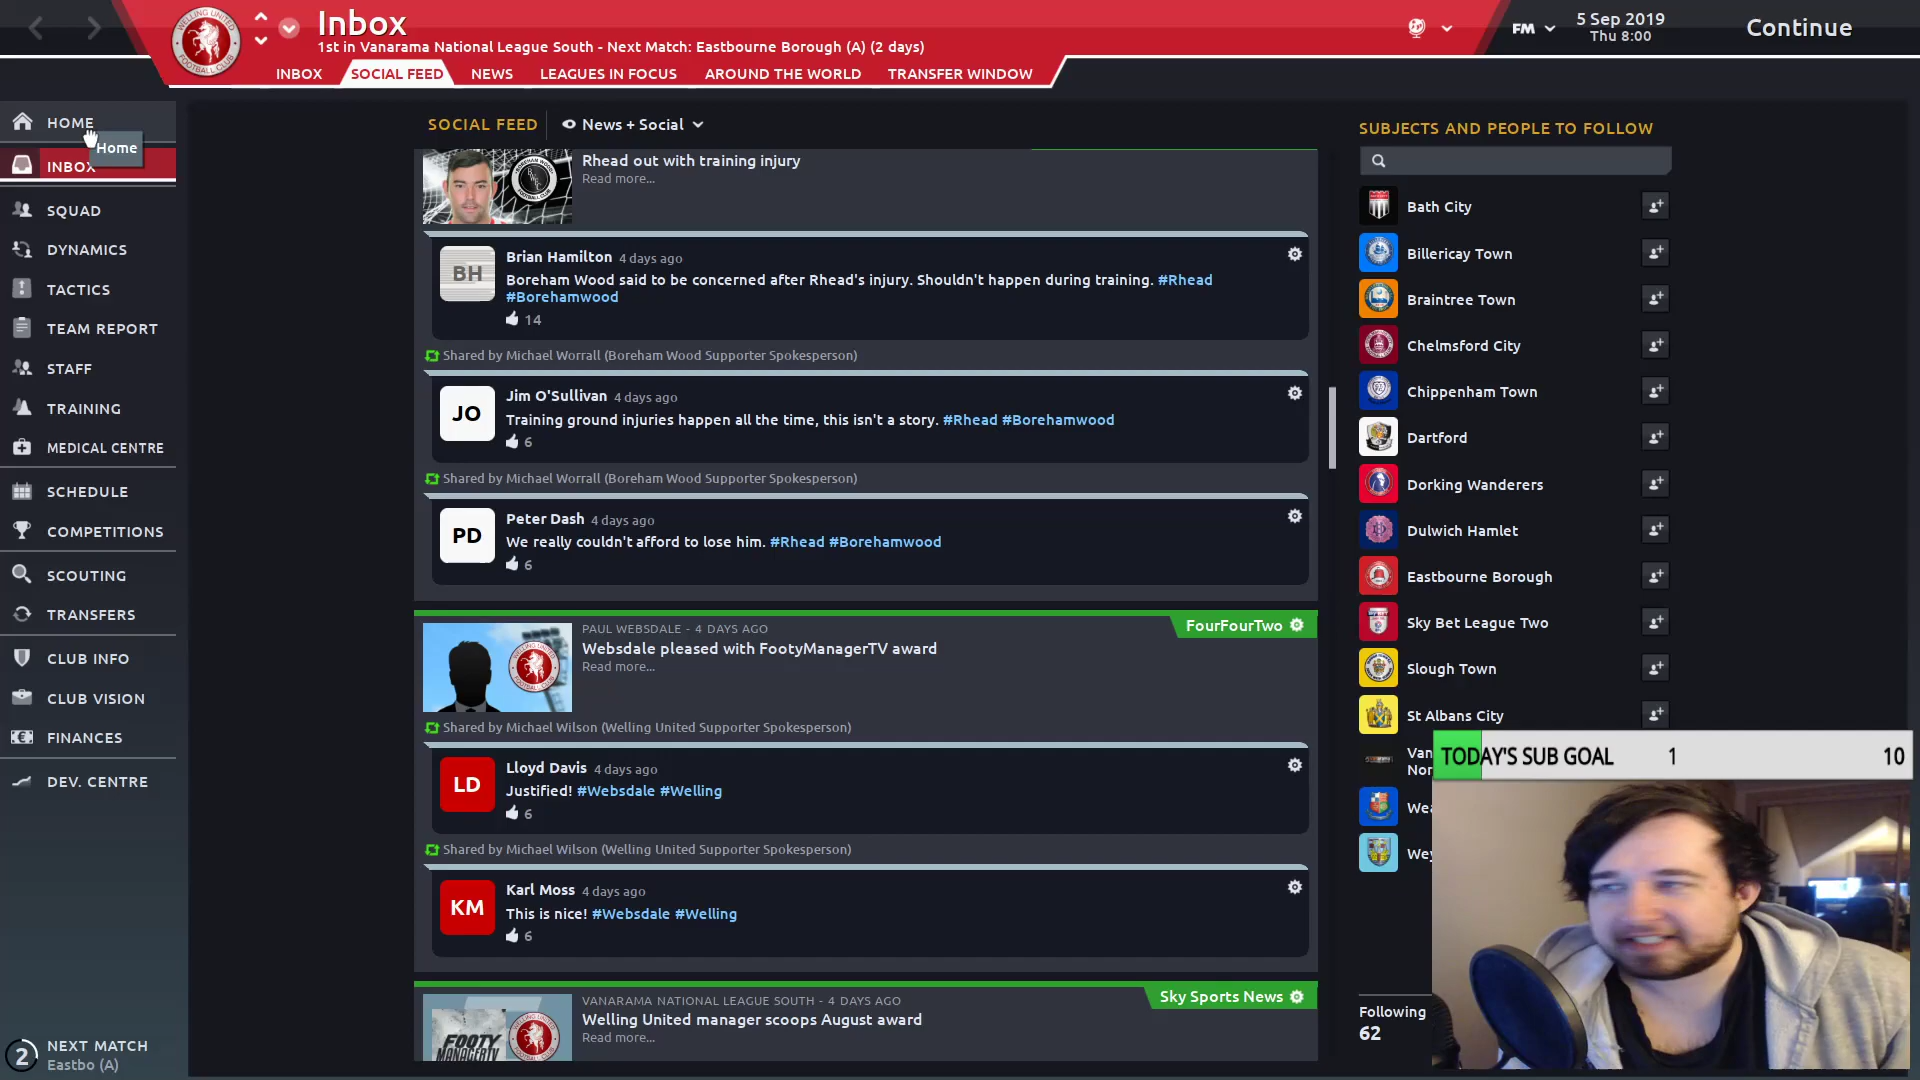 Inbox
1st in Vanarama National League South - Next Match: Eastbourne Borough (A) (2 days)
FM
5 Sep 2019
Thu 8:00
Continue
INBOX
SOCIAL FEED
NEWS
LEAGUES IN FOCUS
AROUND THE WORLD
TRANSFER WINDOW
HOME
Home
INBOX
SQUAD
DYNAMICS
TACTICS
TEAM REPORT
STAFF
TRAINING
MEDICAL CENTRE
SCHEDULE
COMPETITIONS
SCOUTING
TRANSFERS
CLUB INFO
CLUB VISION
FINANCES
DEV. CENTRE
2
NEXT MATCH
Eastbo (A)
SOCIAL FEED
News + Social
Rhead out with training injury
Read more...
BH
Brian Hamilton 4 days ago
Boreham Wood said to be concerned after Rhead's injury. Shouldn't happen during training. #Rhead
#Borehamwood
14
Shared by Michael Worrall (Boreham Wood Supporter Spokesperson)
JO
Jim O'Sullivan 4 days ago
Training ground injuries happen all the time, this isn't a story. #Rhead #Borehamwood
6
Shared by Michael Worrall (Boreham Wood Supporter Spokesperson)
PD
Peter Dash 4 days ago
We really couldn't afford to lose him. #Rhead #Borehamwood
6
FourFourTwo
PAUL WEBSDALE - 4 DAYS AGO
Websdale pleased with FootyManagerTV award
Read more...
Shared by Michael Wilson (Welling United Supporter Spokesperson)
LD
Lloyd Davis 4 days ago
Justified! #Websdale #Welling
6
Shared by Michael Wilson (Welling United Supporter Spokesperson)
KM
Karl Moss 4 days ago
This is nice! #Websdale #Welling
6
Sky Sports News
VANARAMA NATIONAL LEAGUE SOUTH - 4 DAYS AGO
Welling United manager scoops August award
Read more...
FOOTY
MANAGERTV
SUBJECTS AND PEOPLE TO FOLLOW
Bath City
Billericay Town
Braintree Town
Chelmsford City
Chippenham Town
Dartford
Dorking Wanderers
Dulwich Hamlet
Eastbourne Borough
Sky Bet League Two
Slough Town
St Albans City
Van
Nor
Wea
Wey
TODAY'S SUB GOAL 1 10
Following
62